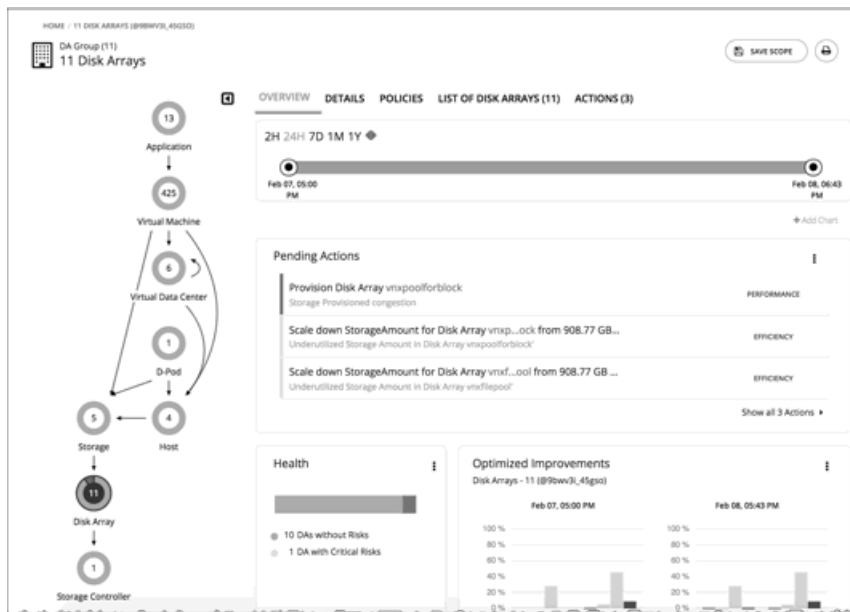 HOME / 11 DISK ARRAYS (@9BWV3I_45GSO)
DA Group (11)
11 Disk Arrays
SAVE SCOPE
13
Application
425
Virtual Machine
6
Virtual Data Center
1
D-Pod
5
Storage
4
Host
11
Disk Array
1
Storage Controller
OVERVIEW DETAILS POLICIES LIST OF DISK ARRAYS (11) ACTIONS (3)
2H 24H 7D 1M 1Y
Feb 07, 05:00
PM
Feb 08, 06:43
PM
Add Chart
Pending Actions
Provision Disk Array vnxpoolforblock
Storage Provisioned congestion
PERFORMANCE
Scale down StorageAmount for Disk Array vnxp...ock from 908.77 GB...
Underutilized Storage Amount in Disk Array vnxpoolforblock'
EFFICIENCY
Scale down StorageAmount for Disk Array vnxf...ool from 908.77 GB ...
Underutilized Storage Amount in Disk Array vnxfilepool'
EFFICIENCY
Show all 3 Actions
Health
10 DAs without Risks
1 DA with Critical Risks
Optimized Improvements
Disk Arrays - 11 (@9bwv3i_45gso)
Feb 07, 05:00 PM
100 %
80 %
60 %
40 %
20 %
0 %
Feb 08, 05:43 PM
100 %
80 %
60 %
40 %
20 %
0 %